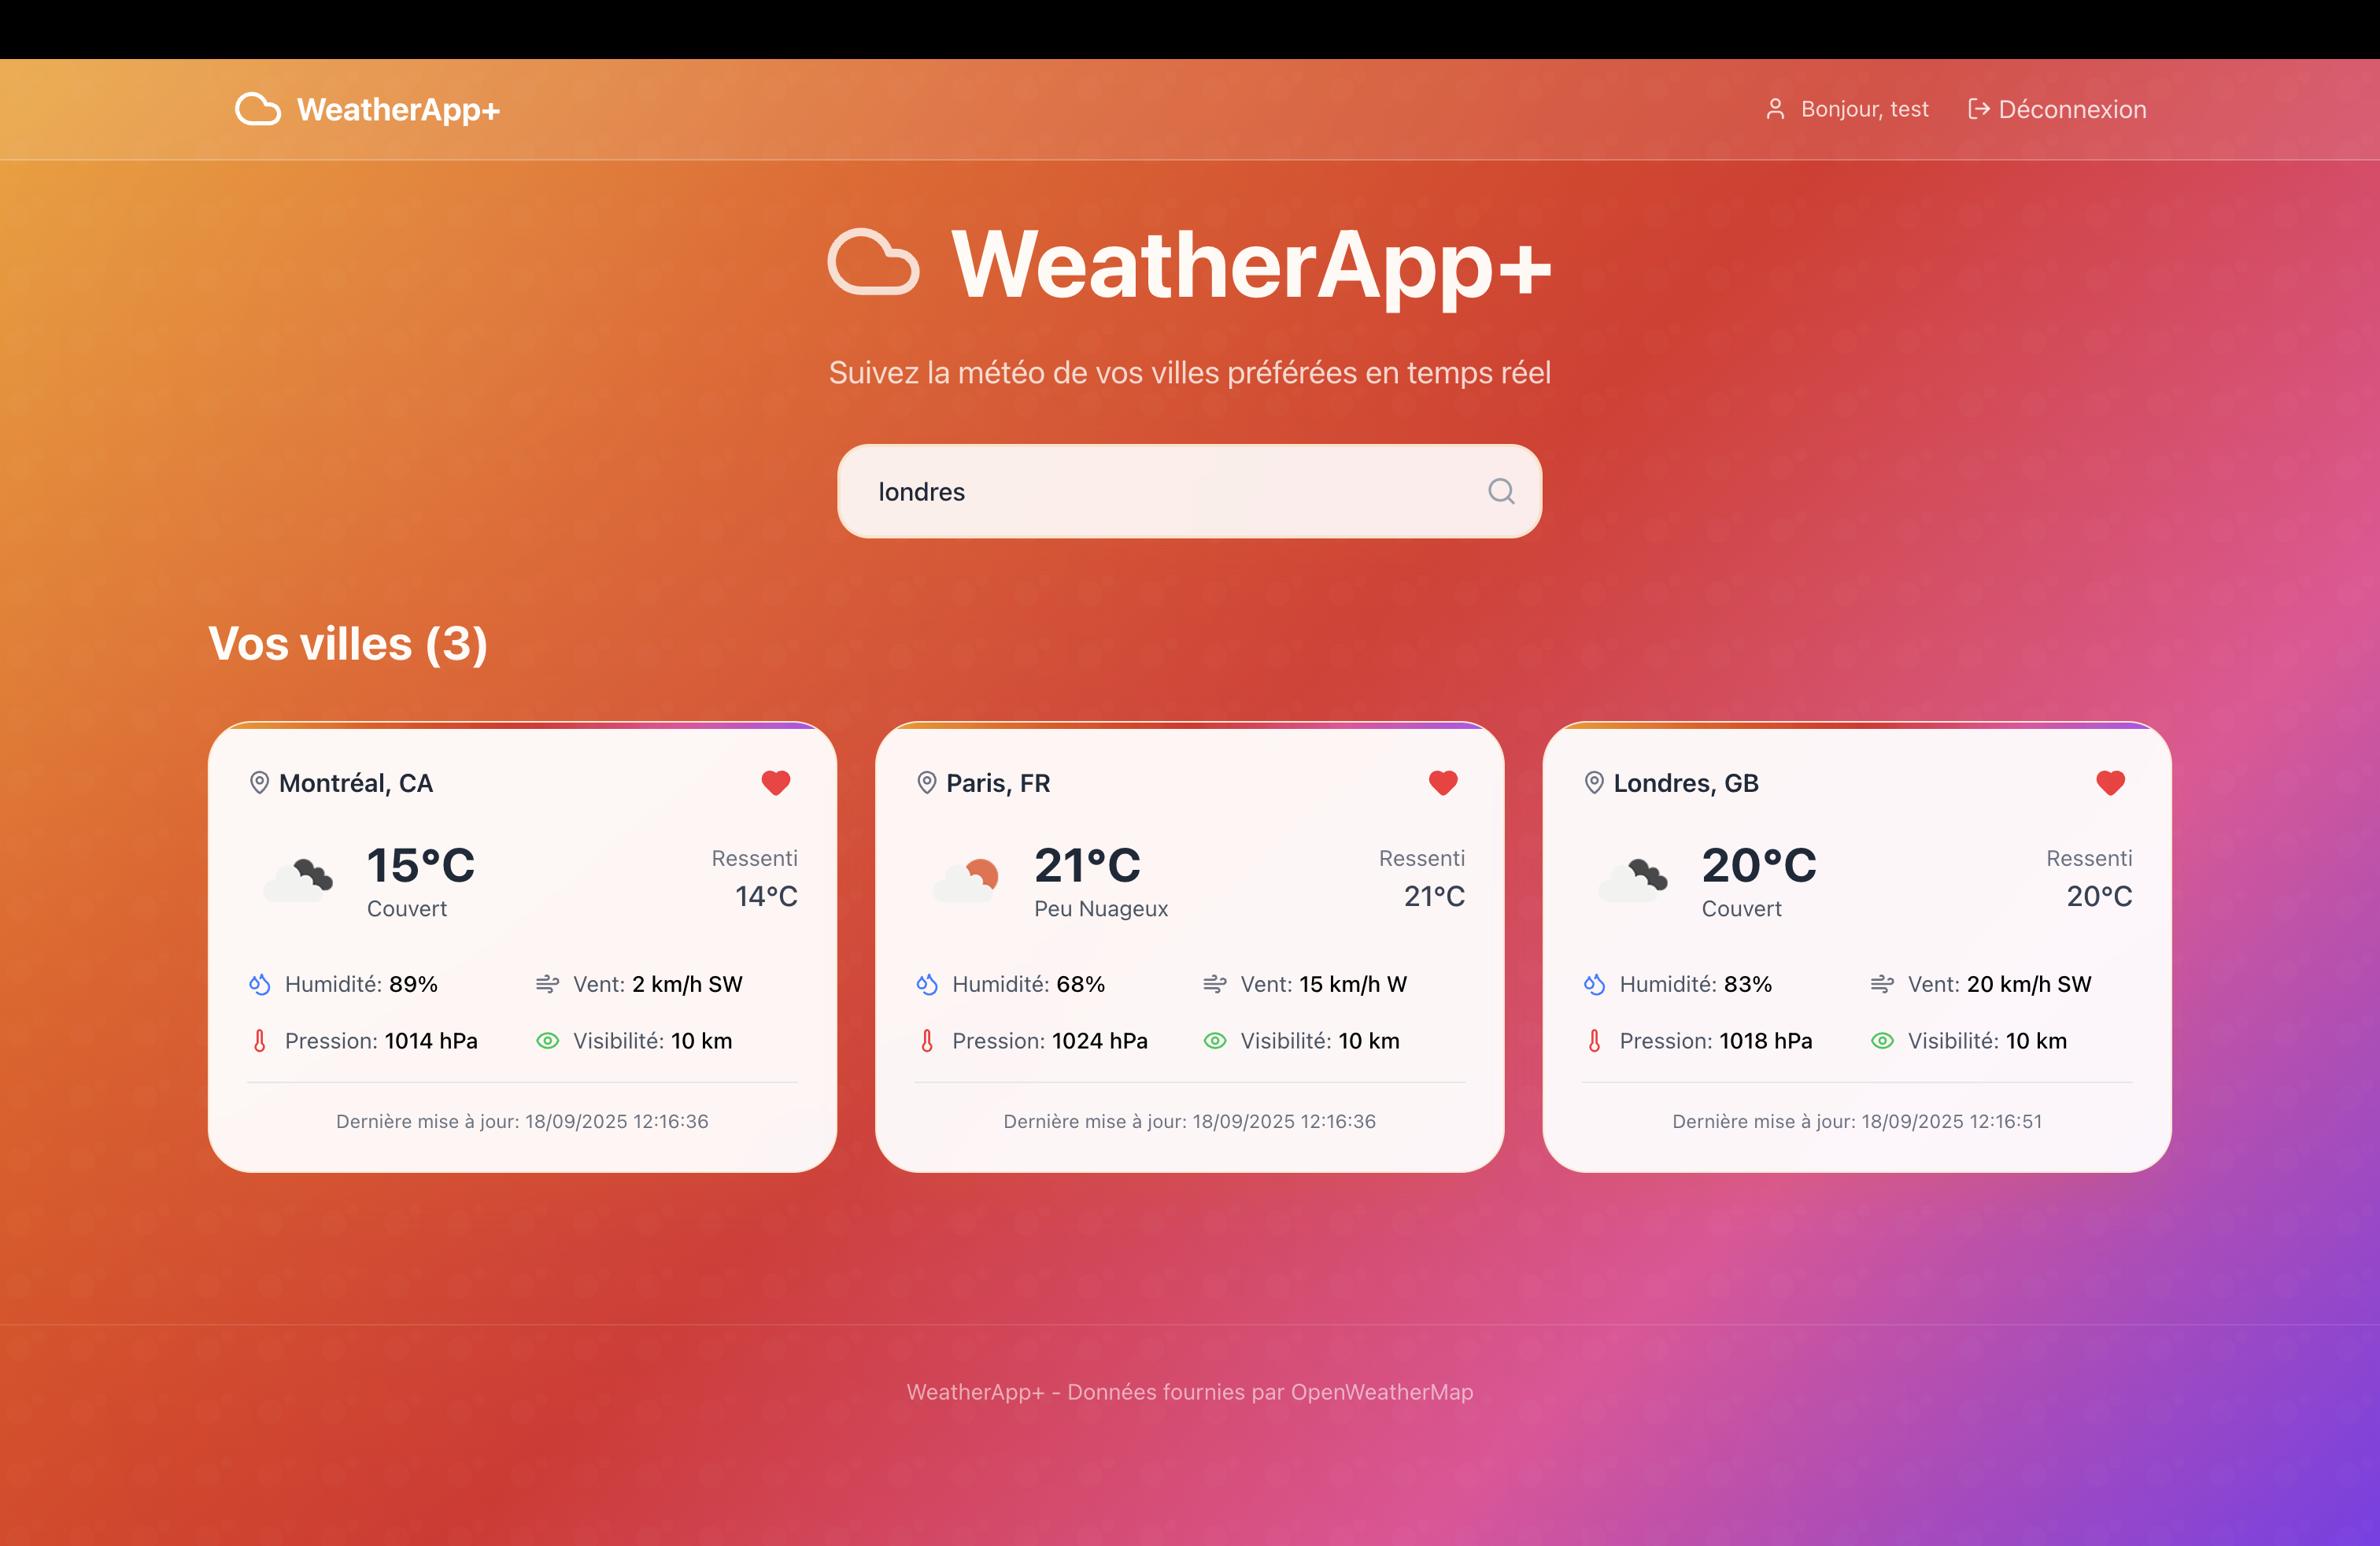 WeatherApp+
Bonjour, test
Déconnexion
WeatherApp+
Suivez la météo de vos villes préférées en temps réel
londres
Vos villes (3)
Montréal, CA
15°C
Couvert
Ressenti
14°C
Humidité: 89%
Vent: 2 km/h SW
Pression: 1014 hPa
Visibilité: 10 km
Dernière mise à jour: 18/09/2025 12:16:36
Paris, FR
21°C
Peu Nuageux
Ressenti
21°C
Humidité: 68%
Vent: 15 km/h W
Pression: 1024 hPa
Visibilité: 10 km
Dernière mise à jour: 18/09/2025 12:16:36
Londres, GB
20°C
Couvert
Ressenti
20°C
Humidité: 83%
Vent: 20 km/h SW
Pression: 1018 hPa
Visibilité: 10 km
Dernière mise à jour: 18/09/2025 12:16:51
WeatherApp+ - Données fournies par OpenWeatherMap